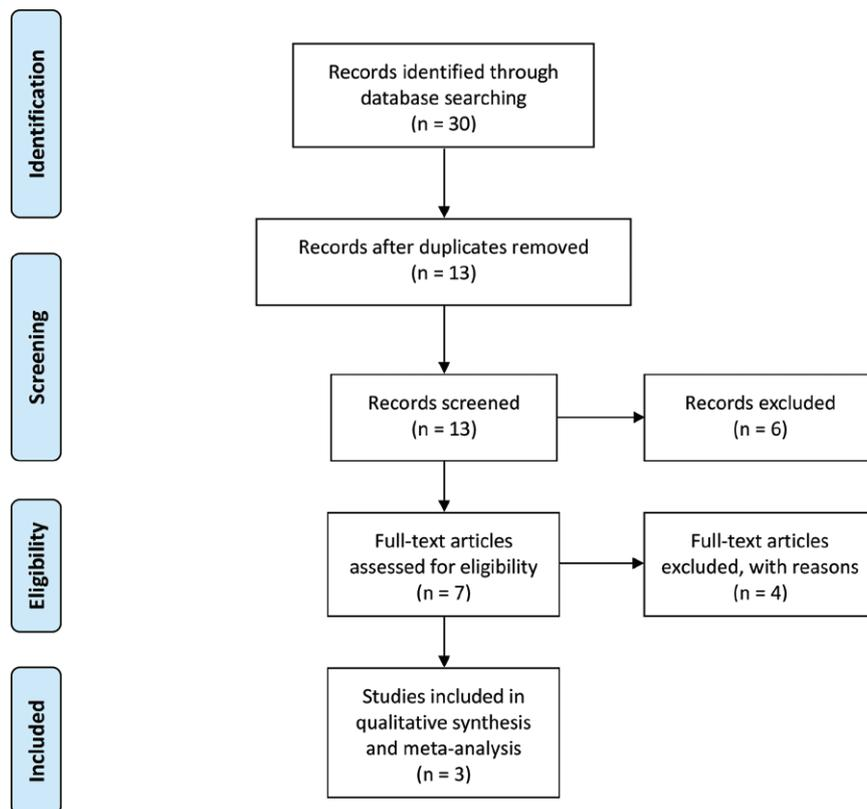 Identification
Records identified through
database searching
(n = 30)
Records after duplicates removed
(n = 13)
Screening
Records screened
(n = 13)
Records excluded
(n = 6)
Eligibility
Full-text articles
assessed for eligibility
(n = 7)
Full-text articles
excluded, with reasons
(n = 4)
Included
Studies included in
qualitative synthesis
and meta-analysis
(n = 3)